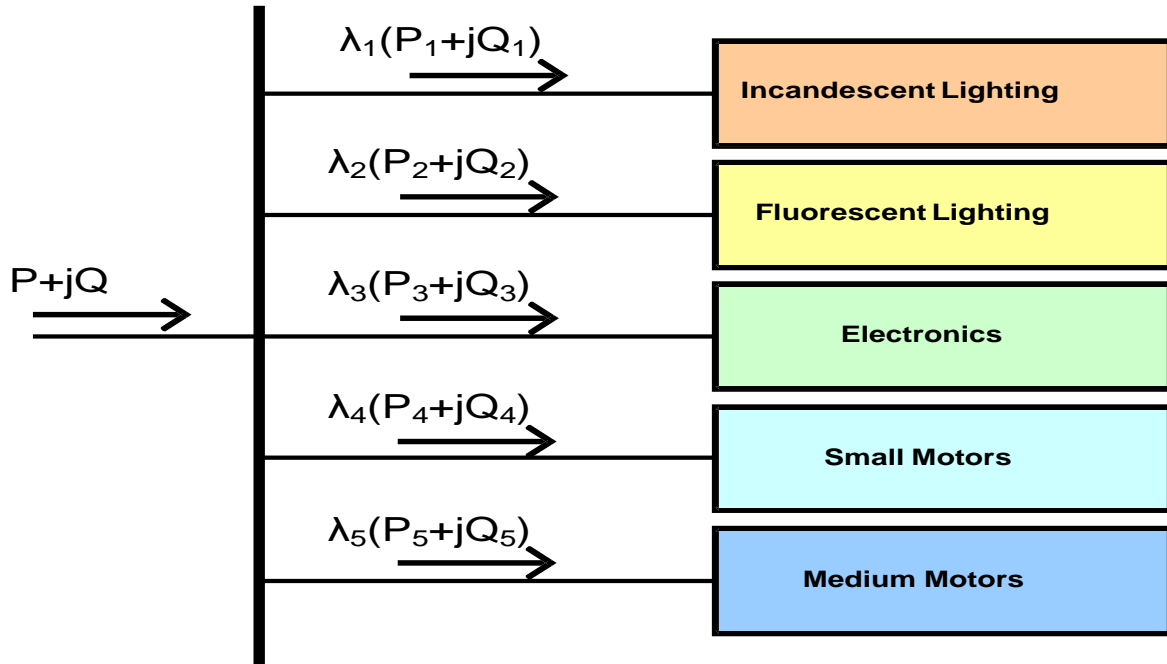 λ₁(P₁+jQ₁)
Incandescent Lighting
λ₂(P₂+jQ₂)
Fluorescent Lighting
P+jQ
λ₃(P₃+jQ₃)
Electronics
λ₄(P₄+jQ₄)
Small Motors
λ₅(P₅+jQ₅)
Medium Motors